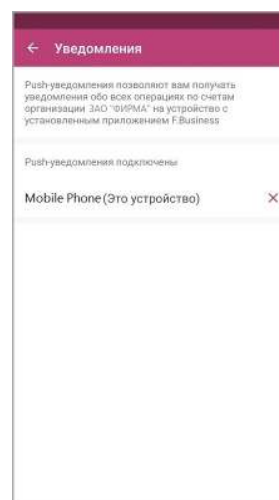 Уведомления
Push-уведомления позволяют вам получать
уведомления обо всех операциях по счетам
организации ЗАО "ФИРМА" на устройство с
установленным приложением F.Business
Push-уведомления подключены
Mobile Phone (Это устройство)